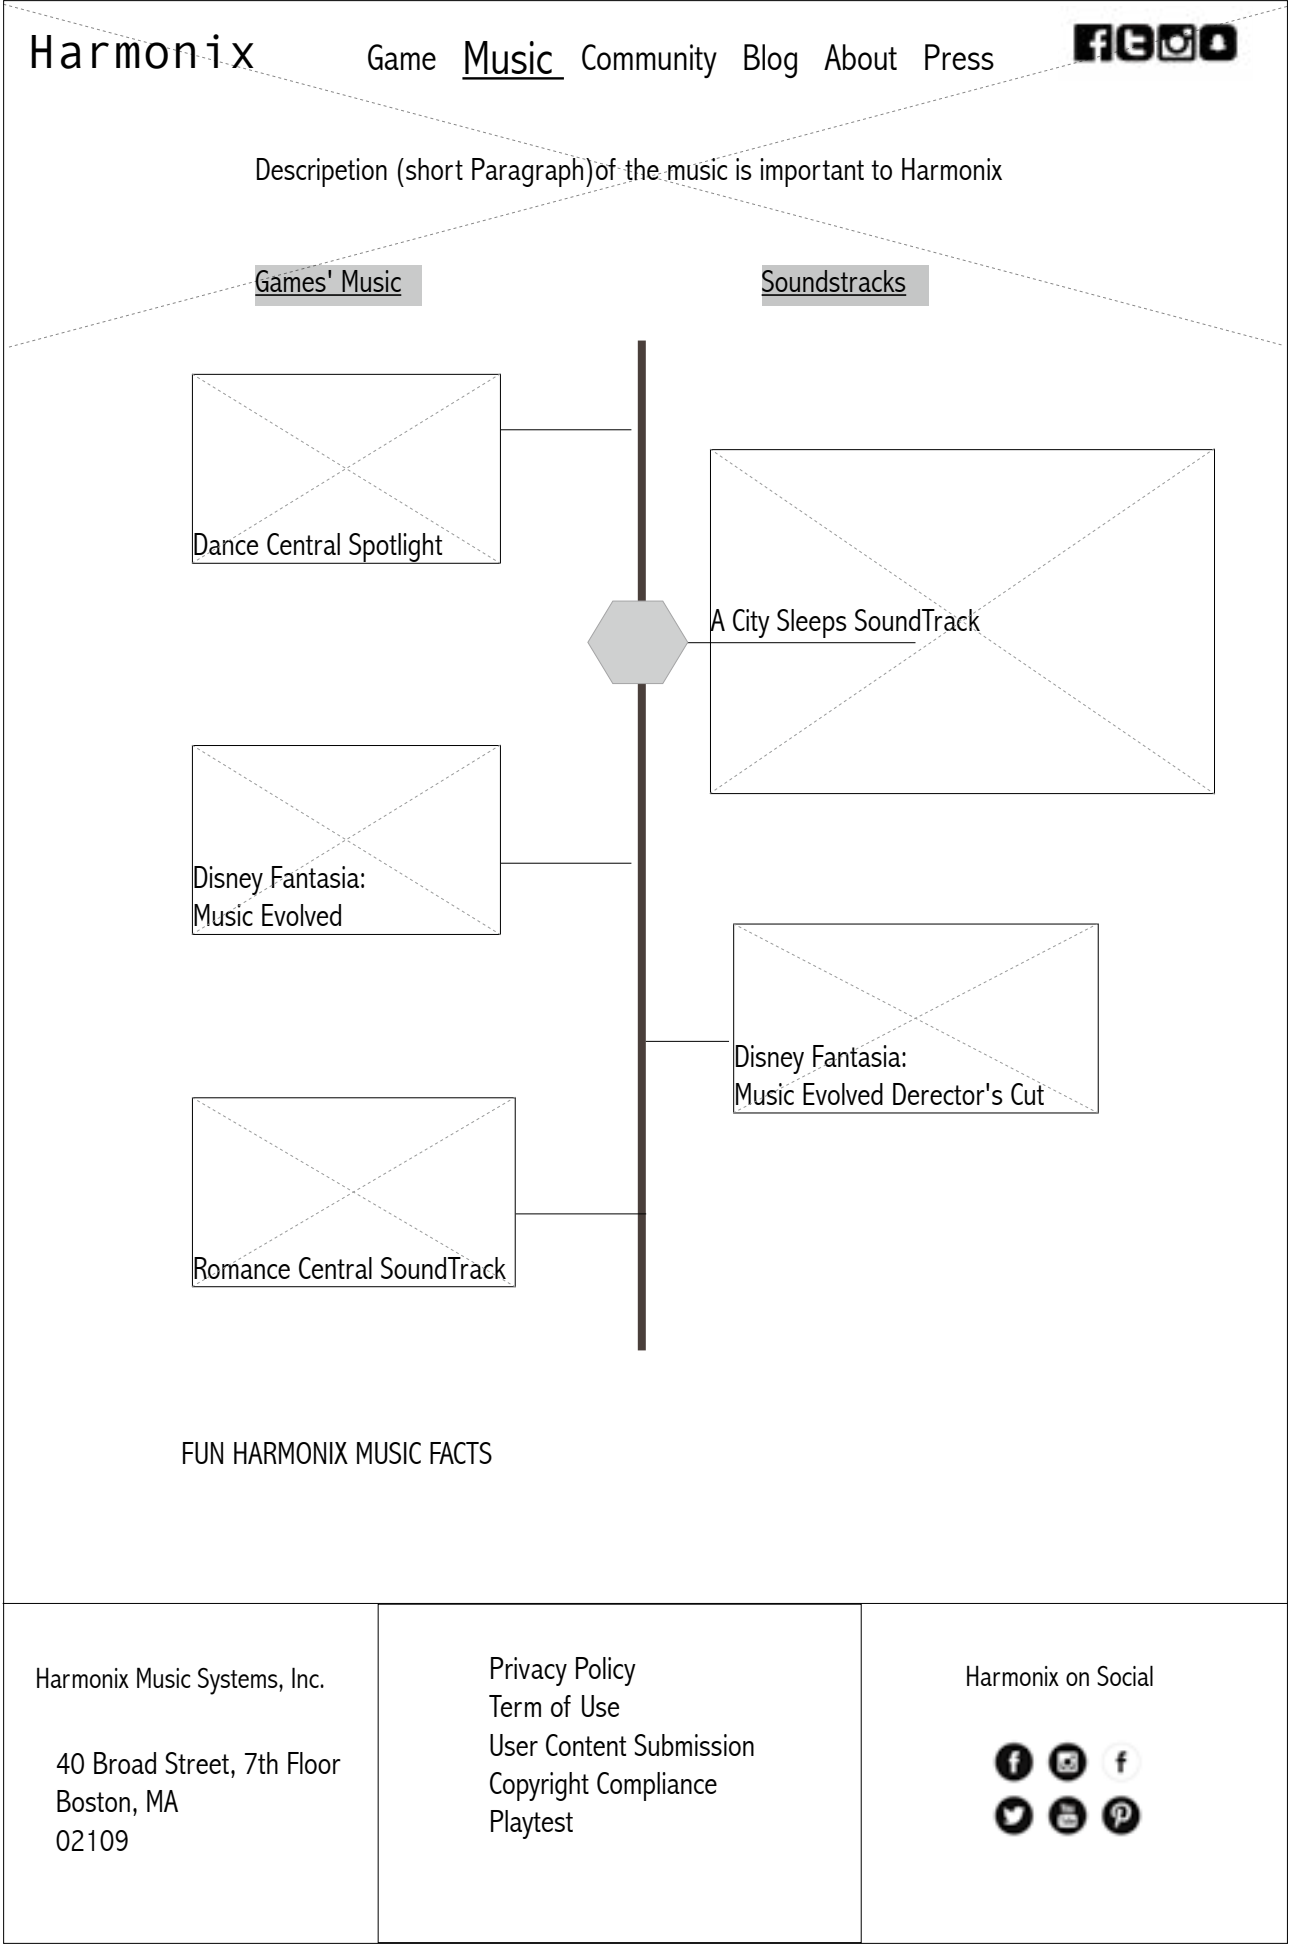 Harmonix
Game Music Community Blog About Press
Descripetion (short Paragraph)of the music is important to Harmonix
Games' Music
Soundstracks
Dance Central Spotlight
A City Sleeps SoundTrack
Disney Fantasia:
Music Evolved
Disney Fantasia:
Music Evolved Derector's Cut
Romance Central SoundTrack
FUN HARMONIX MUSIC FACTS
Harmonix Music Systems, Inc.
40 Broad Street, 7th Floor
Boston, MA
02109
Privacy Policy
Term of Use
User Content Submission
Copyright Compliance
Playtest
Harmonix on Social